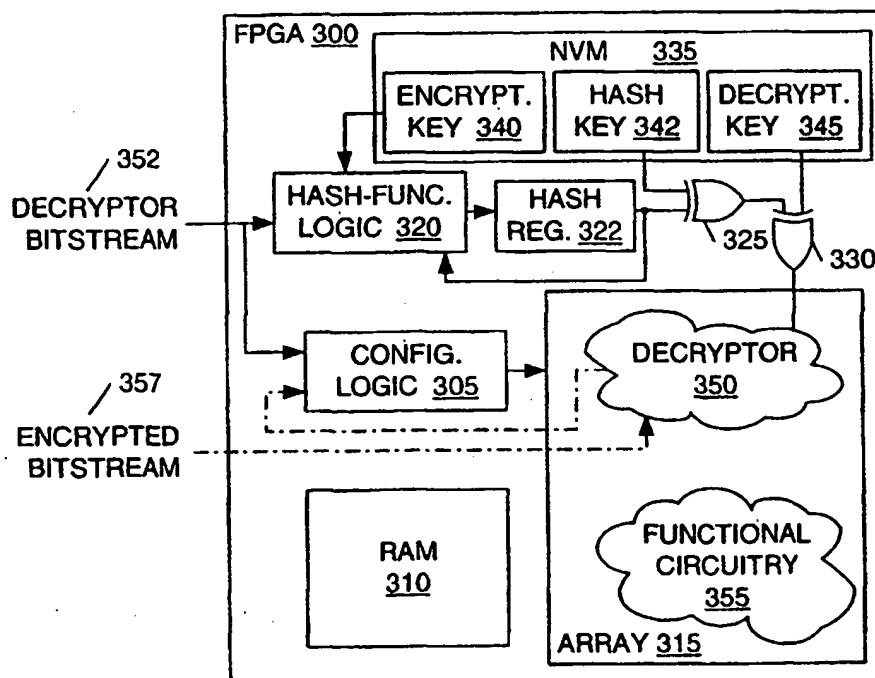 FPGA 300
NVM 335
ENCRYPT.
KEY 340
HASH
KEY 342
DECRYPT.
KEY 345
352
DECRYPTOR
BITSTREAM
HASH-FUNC.
LOGIC 320
HASH
REG. 322
325
330
CONFIG.
LOGIC 305
DECRYPTOR
350
357
ENCRYPTED
BITSTREAM
RAM
310
FUNCTIONAL
CIRCUITRY
355
ARRAY 315